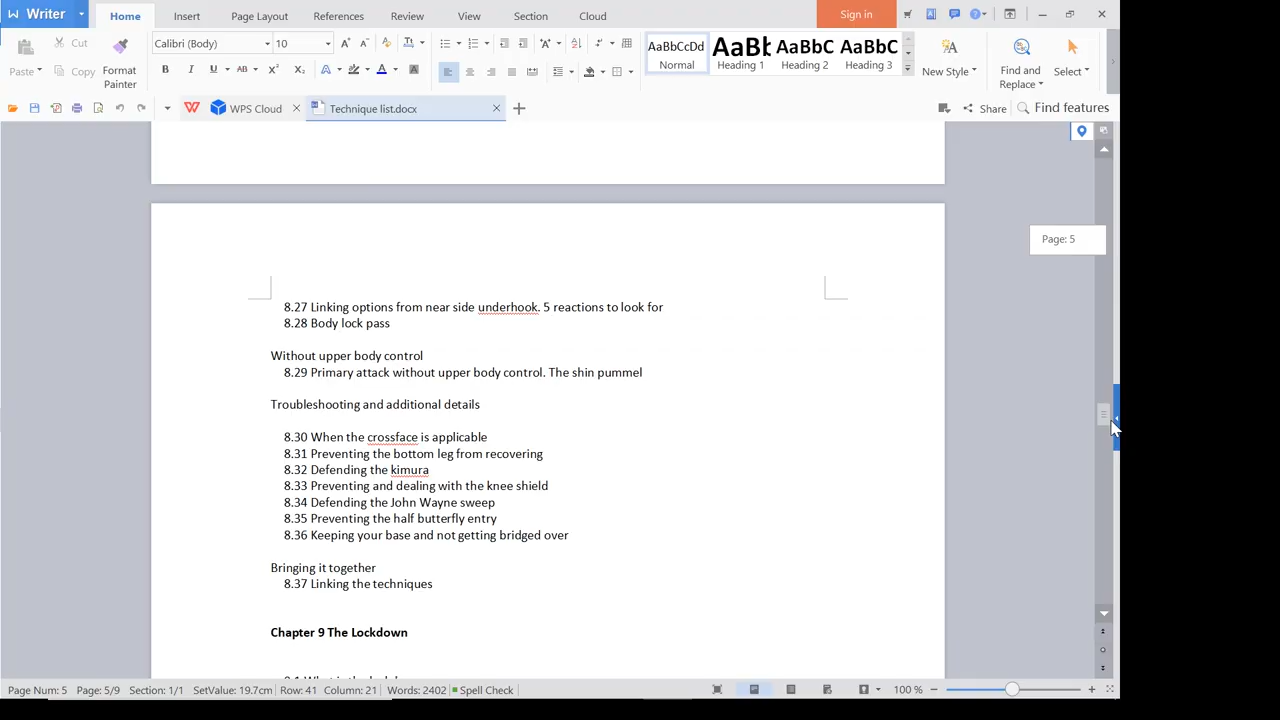 Writer Home Insert Page Layout References Review View Section Cloud Sign in
Cut Calibri (Body) 10 AaBbCcDd AaBb AaBbC AaBbC
Paste Copy Format Painter Normal Heading 1 Heading 2 Heading 3 New Style Find and Replace Select
WPS Cloud Technique list.docx Share Find features
Page: 5
8.27 Linking options from near side underhook. 5 reactions to look for
8.28 Body lock pass
Without upper body control
8.29 Primary attack without upper body control. The shin pummel
Troubleshooting and additional details
8.30 When the crossface is applicable
8.31 Preventing the bottom leg from recovering
8.32 Defending the kimura
8.33 Preventing and dealing with the knee shield
8.34 Defending the John Wayne sweep
8.35 Preventing the half butterfly entry
8.36 Keeping your base and not getting bridged over
Bringing it together
8.37 Linking the techniques
Chapter 9 The Lockdown
Page Num: 5 Page: 5/9 Section: 1/1 SetValue: 19.7cm Row: 41 Column: 21 Words: 2402 Spell Check 100 %